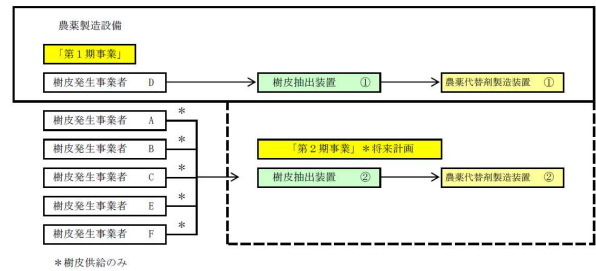 農薬製造設備
「第1期事業」
樹皮発生事業者 D
樹皮抽出装置 ①
農薬代替剤製造装置 ①
樹皮発生事業者 A
*
樹皮発生事業者 B
*
「第2期事業」*将来計画
樹皮発生事業者 C
*
樹皮抽出装置 ②
農薬代替剤製造装置 ②
樹皮発生事業者 E
*
樹皮発生事業者 F
*
*樹皮供給のみ